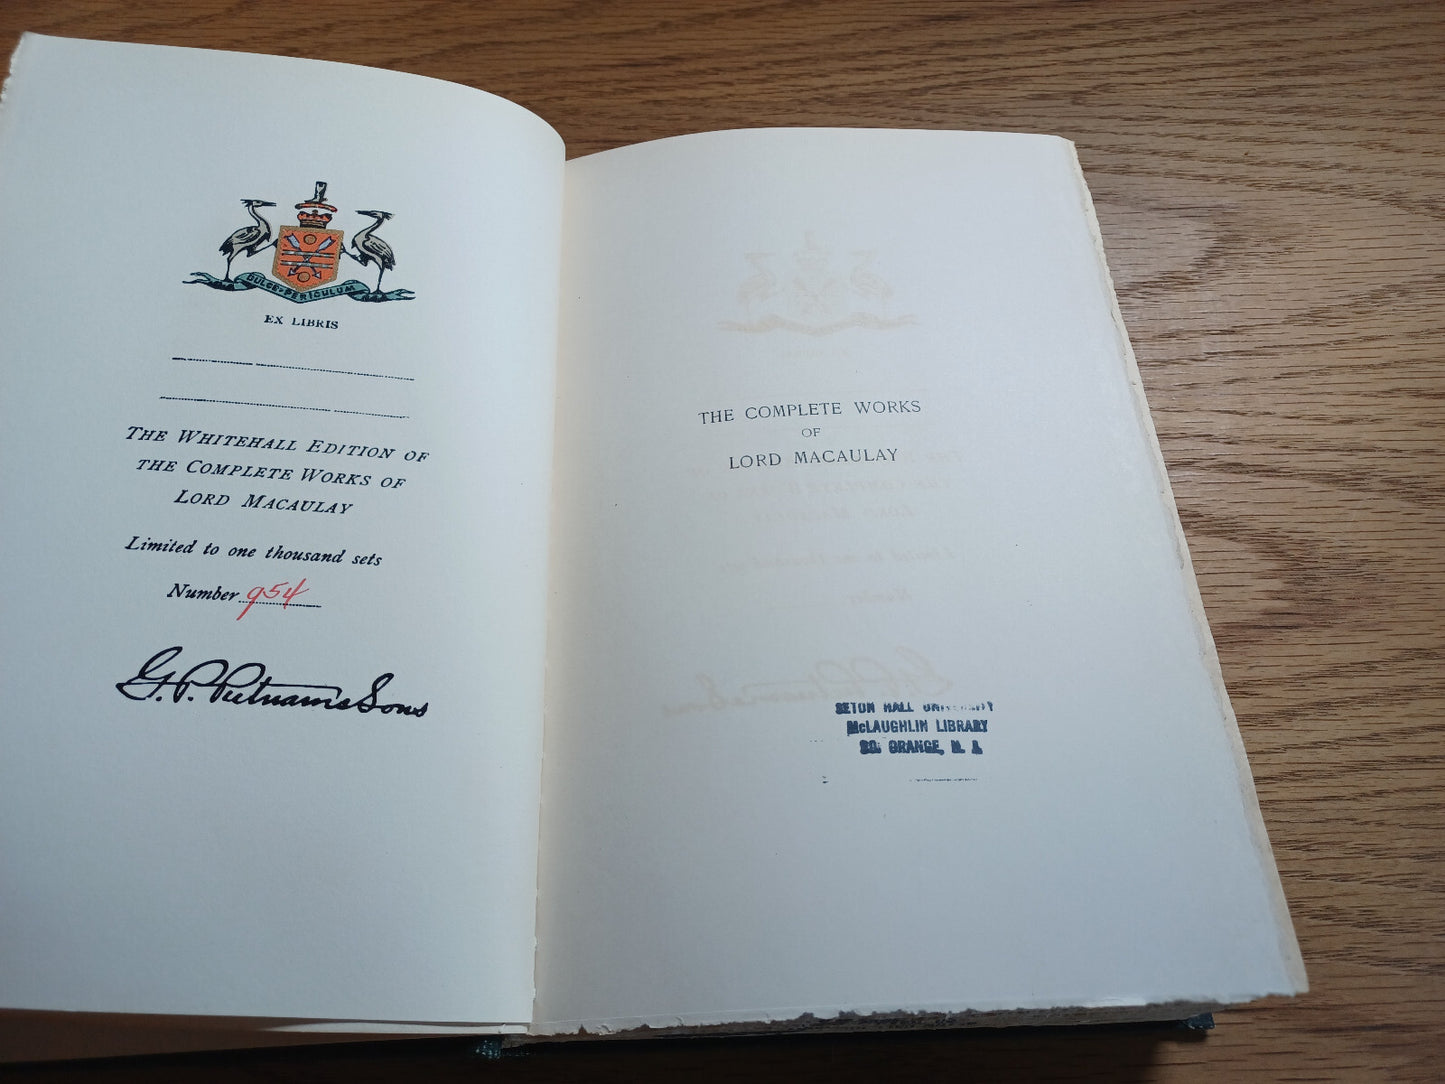 DULCE PERICULUM
EX LIBRIS
THE WHITEHALL EDITION OF
THE COMPLETE WORKS OF
LORD MACAULAY
Limited to one thousand sets
Number 954
G. P. Putnam's Sons
THE COMPLETE WORKS
OF
LORD MACAULAY
SETON HALL UNIVERSITY
McLAUGHLIN LIBRARY
SO. ORANGE, N. J.